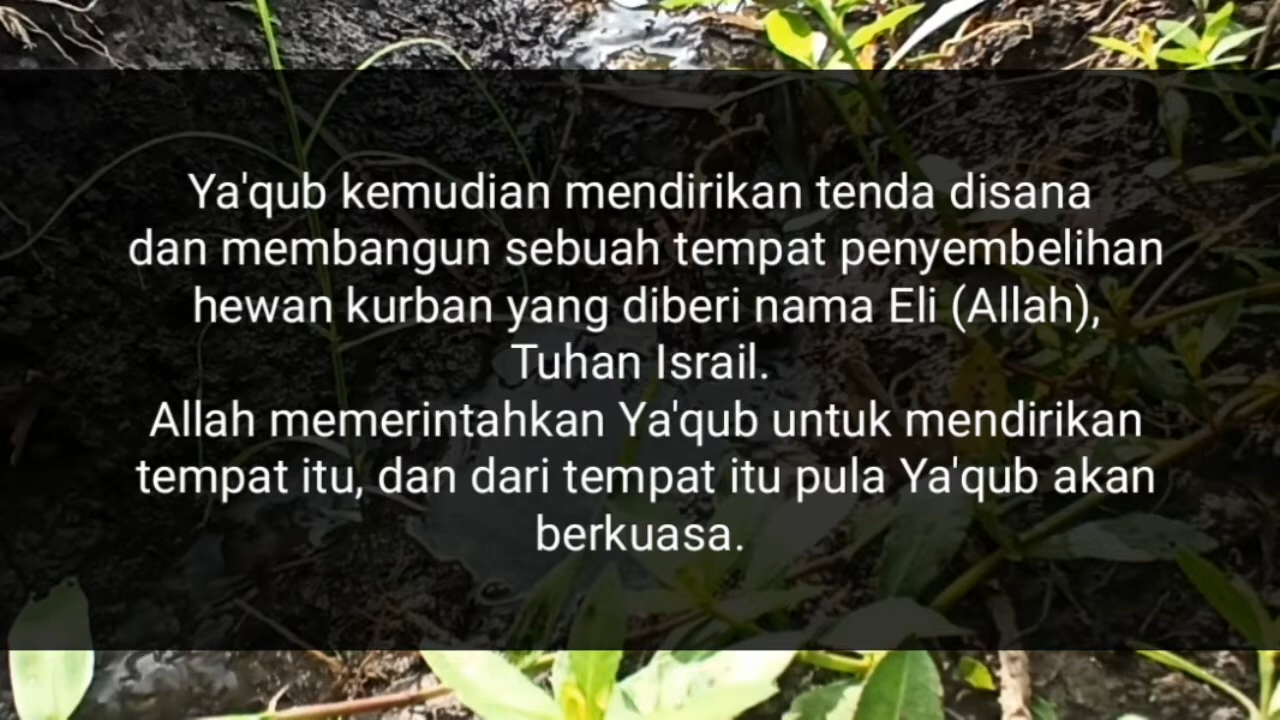 Ya'qub kemudian mendirikan tenda disana
dan membangun sebuah tempat penyembelihan
hewan kurban yang diberi nama Eli (Allah),
Tuhan Israil.
Allah memerintahkan Ya'qub untuk mendirikan
tempat itu, dan dari tempat itu pula Ya'qub akan
berkuasa.